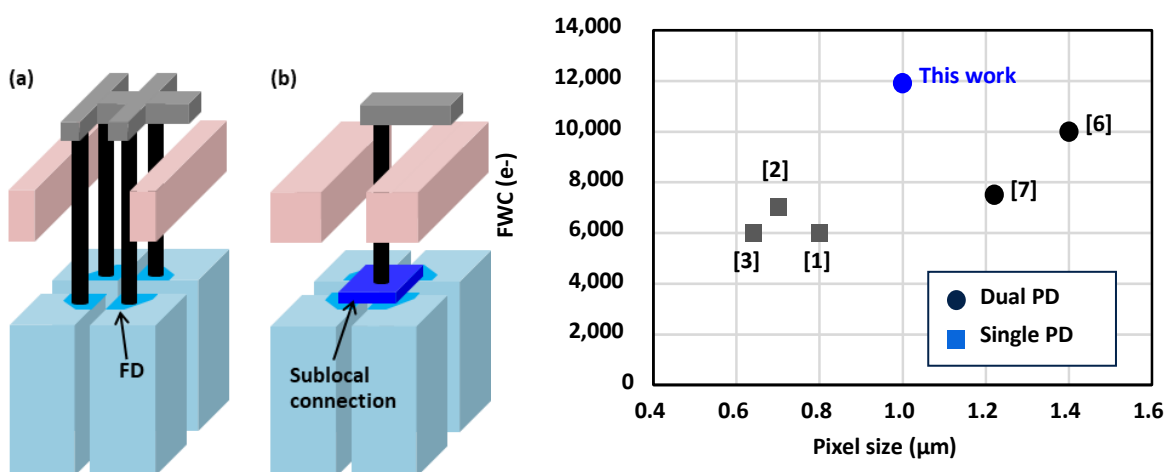 (a)
(b)
FD
Sublocal
connection
14,000
12,000
10,000
8,000
6,000
4,000
2,000
0
FWC (e-)
This work
[6]
[7]
[2]
[3]
[1]
Dual PD
Single PD
0.4
0.6
0.8
1.0
1.2
1.4
1.6
Pixel size (μm)